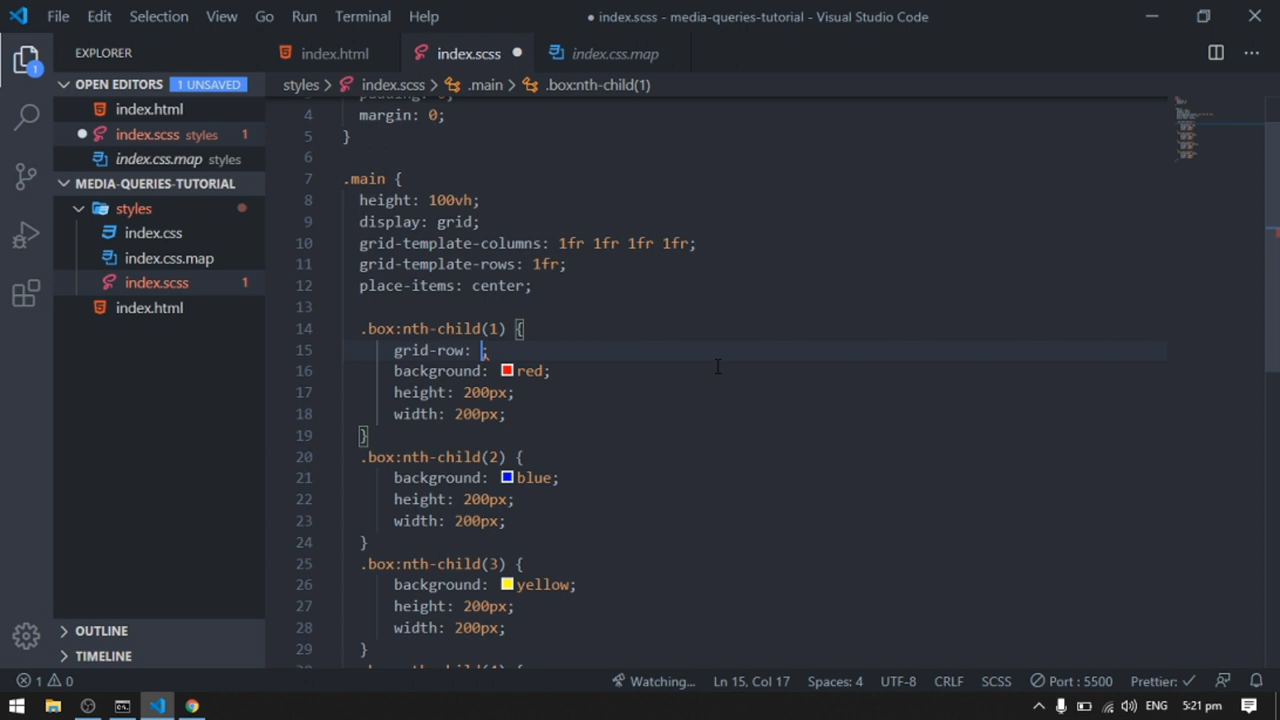 File Edit Selection View Go Run Terminal Help ● index.scss - media-queries-tutorial - Visual Studio Code
EXPLORER
index.html index.scss index.css.map
OPEN EDITORS 1 UNSAVED
styles > index.scss > .main > .box:nth-child(1)
index.html
index.scss styles 1
index.css.map styles
MEDIA-QUERIES-TUTORIAL
styles
index.css
index.css.map
index.scss 1
index.html
4 margin: 0;
5 }
6
7 .main {
8 height: 100vh;
9 display: grid;
10 grid-template-columns: 1fr 1fr 1fr 1fr;
11 grid-template-rows: 1fr;
12 place-items: center;
13
14 .box:nth-child(1) {
15 grid-row: ;
16 background: red;
17 height: 200px;
18 width: 200px;
19 }
20 .box:nth-child(2) {
21 background: blue;
22 height: 200px;
23 width: 200px;
24 }
25 .box:nth-child(3) {
26 background: yellow;
27 height: 200px;
28 width: 200px;
29 }
OUTLINE
TIMELINE
1 0 Watching... Ln 15, Col 17 Spaces: 4 UTF-8 CRLF SCSS Port : 5500 Prettier: ✓
ENG 5:21 pm
1